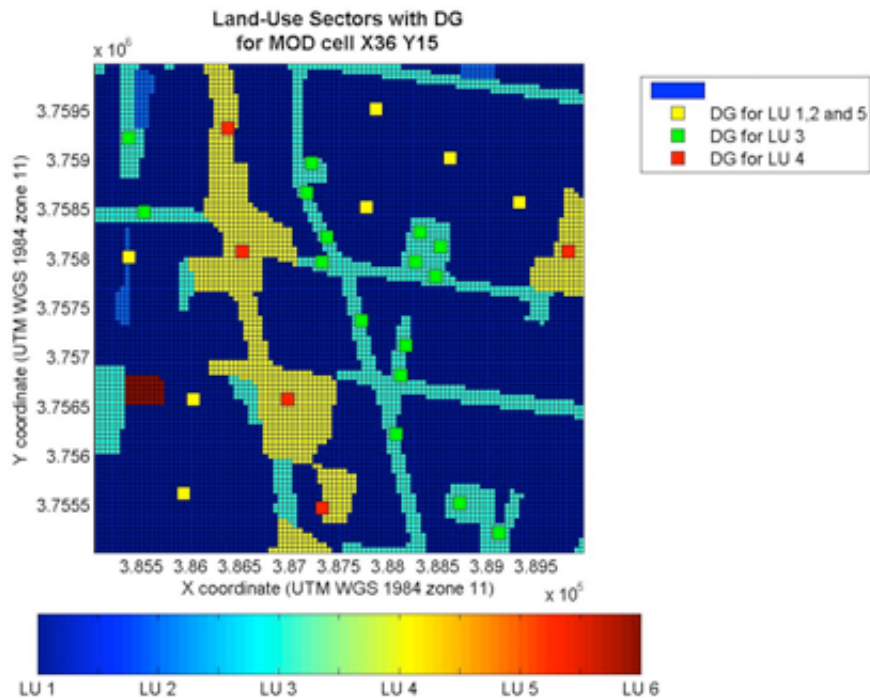 Land-Use Sectors with DG
for MOD cell X36 Y15
x 10⁶
3.7595
3.759
3.7585
3.758
3.7575
3.757
3.7565
3.756
3.7555
Y coordinate (UTM WGS 1984 zone 11)
3.855 3.86 3.865 3.87 3.875 3.88 3.885 3.89 3.895
X coordinate (UTM WGS 1984 zone 11)
x 10⁵
DG for LU 1,2 and 5
DG for LU 3
DG for LU 4
LU 1 LU 2 LU 3 LU 4 LU 5 LU 6